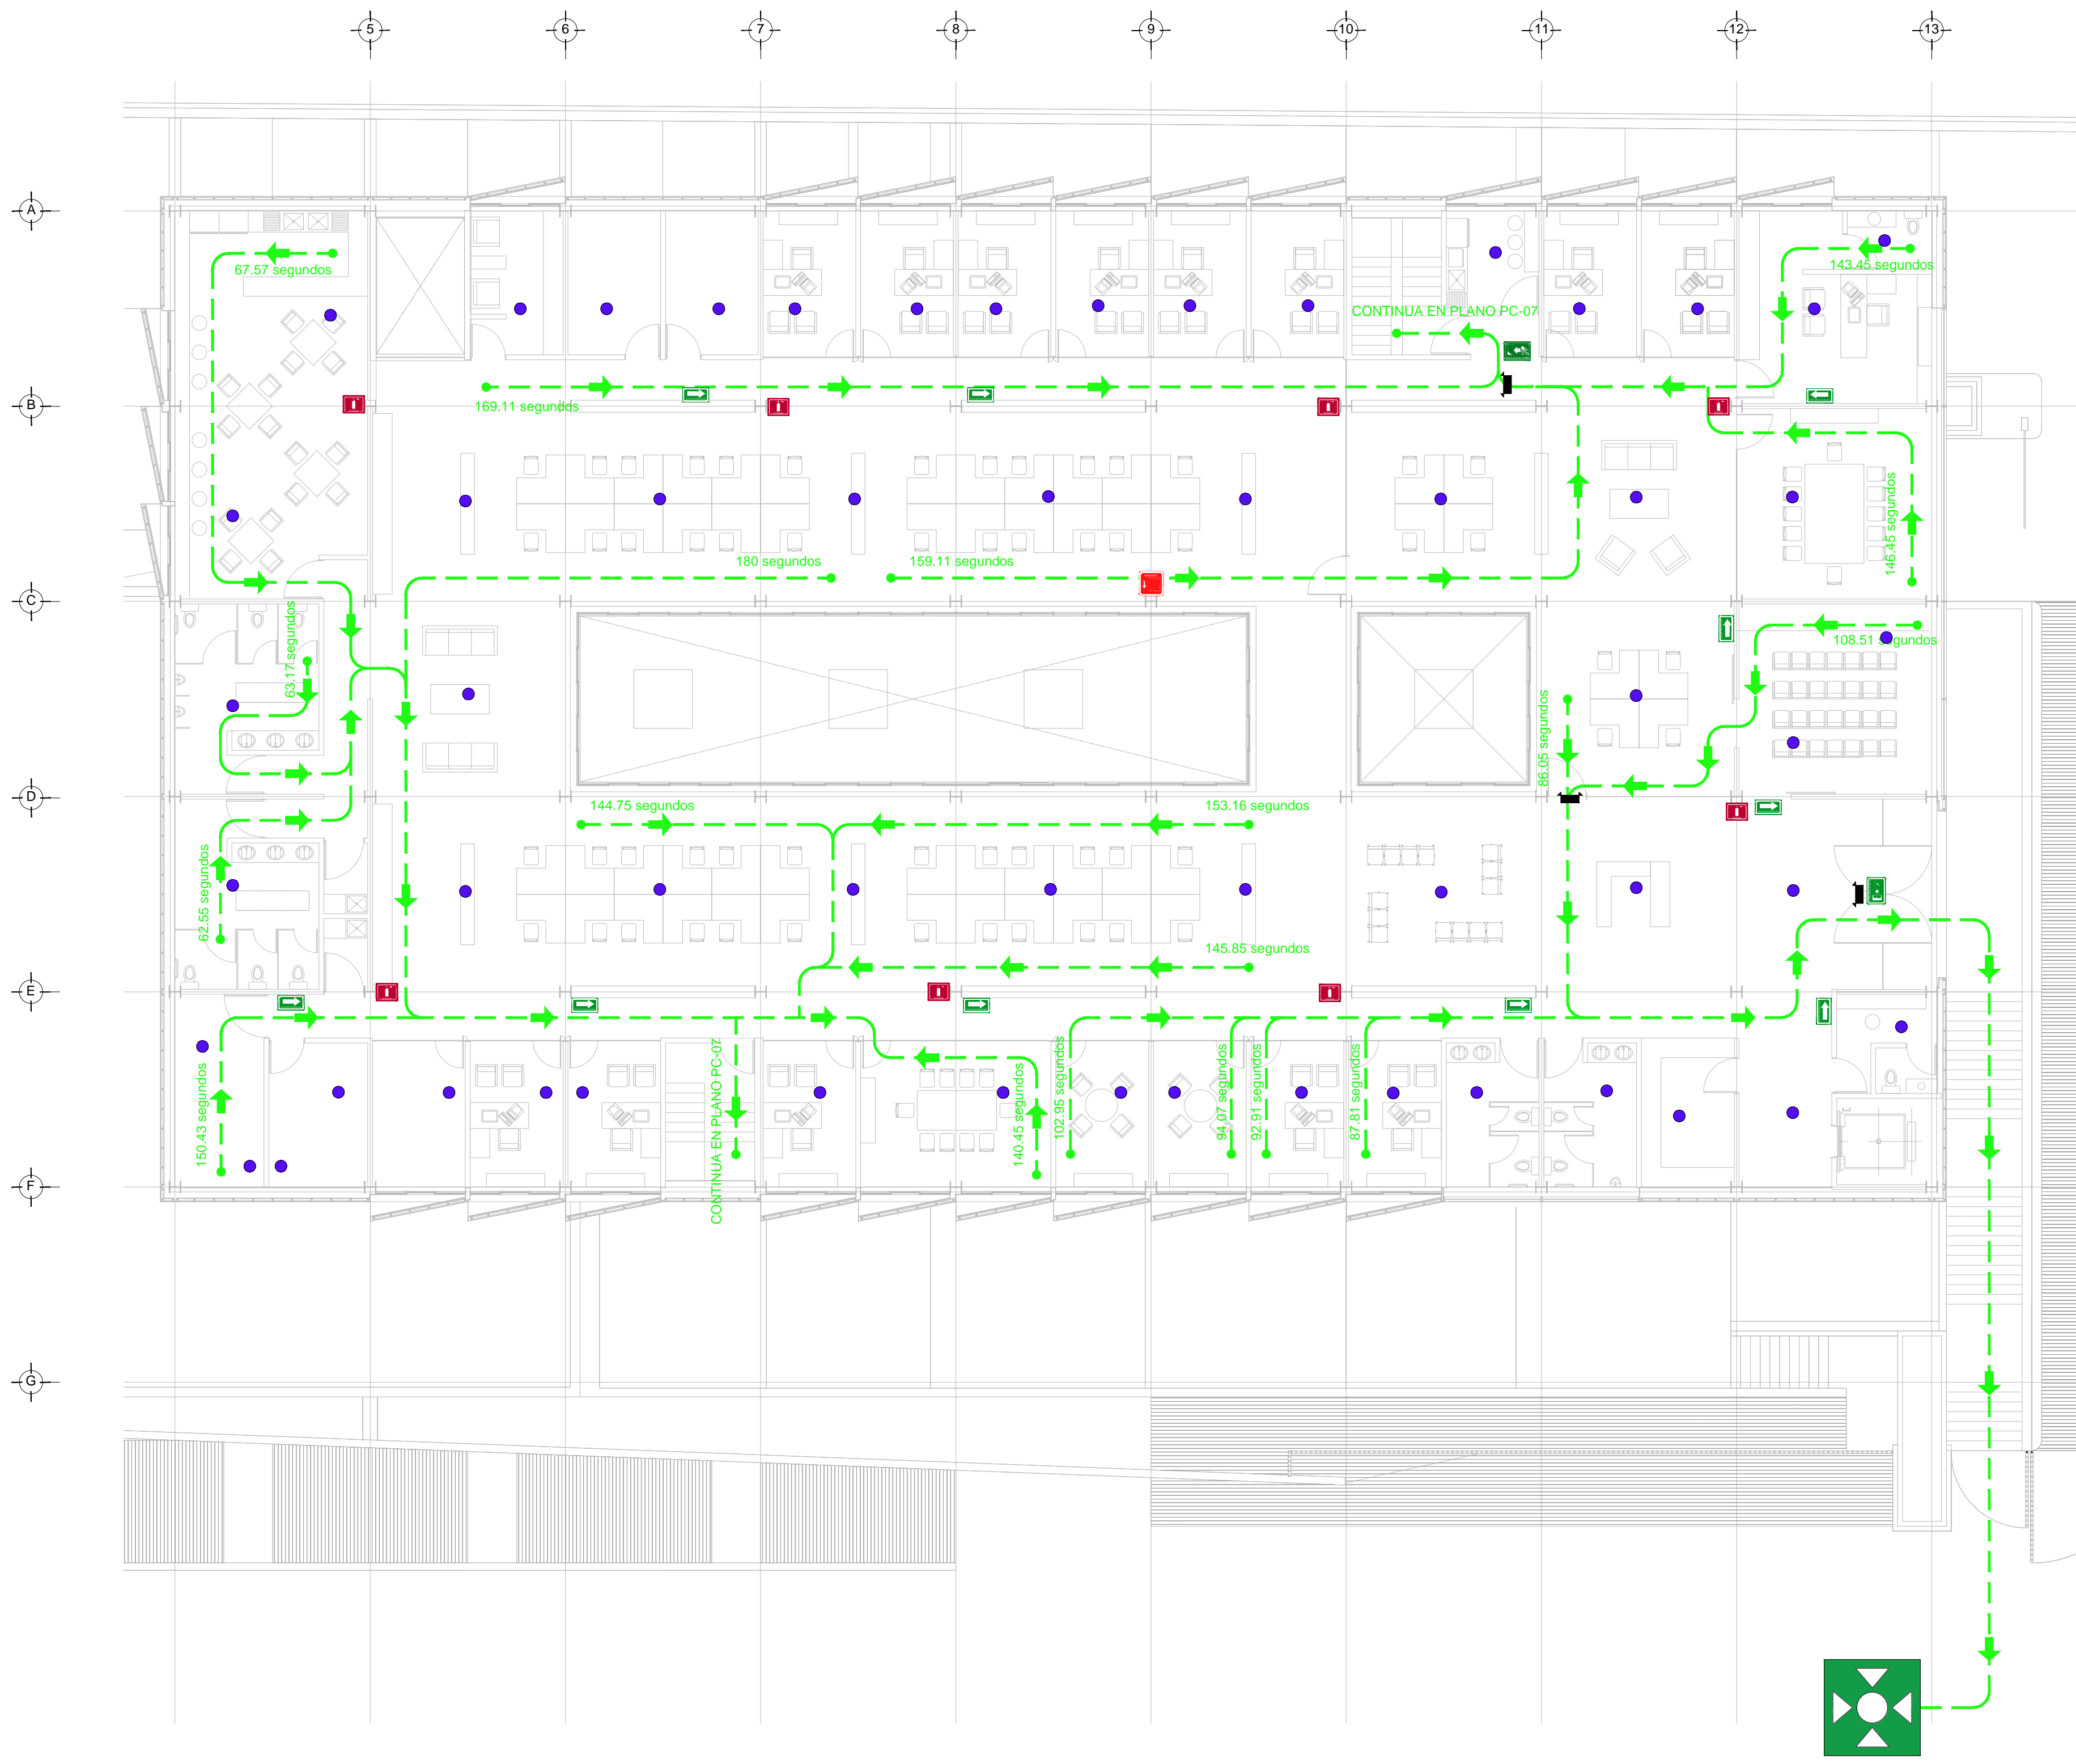 5 6 7 8 9 10 11 12 13
A
67.57 segundos
143.45 segundos
CONTINUA EN PLANO PC-07
B
169.11 segundos
146.45 segundos
180 segundos
159.11 segundos
C
63.17 segundos
108.51 segundos
86.05 segundos
D
144.75 segundos
153.16 segundos
62.55 segundos
145.85 segundos
E
150.43 segundos
CONTINUA EN PLANO PC-07
140.45 segundos
102.95 segundos
94.07 segundos
92.91 segundos
87.81 segundos
F
G